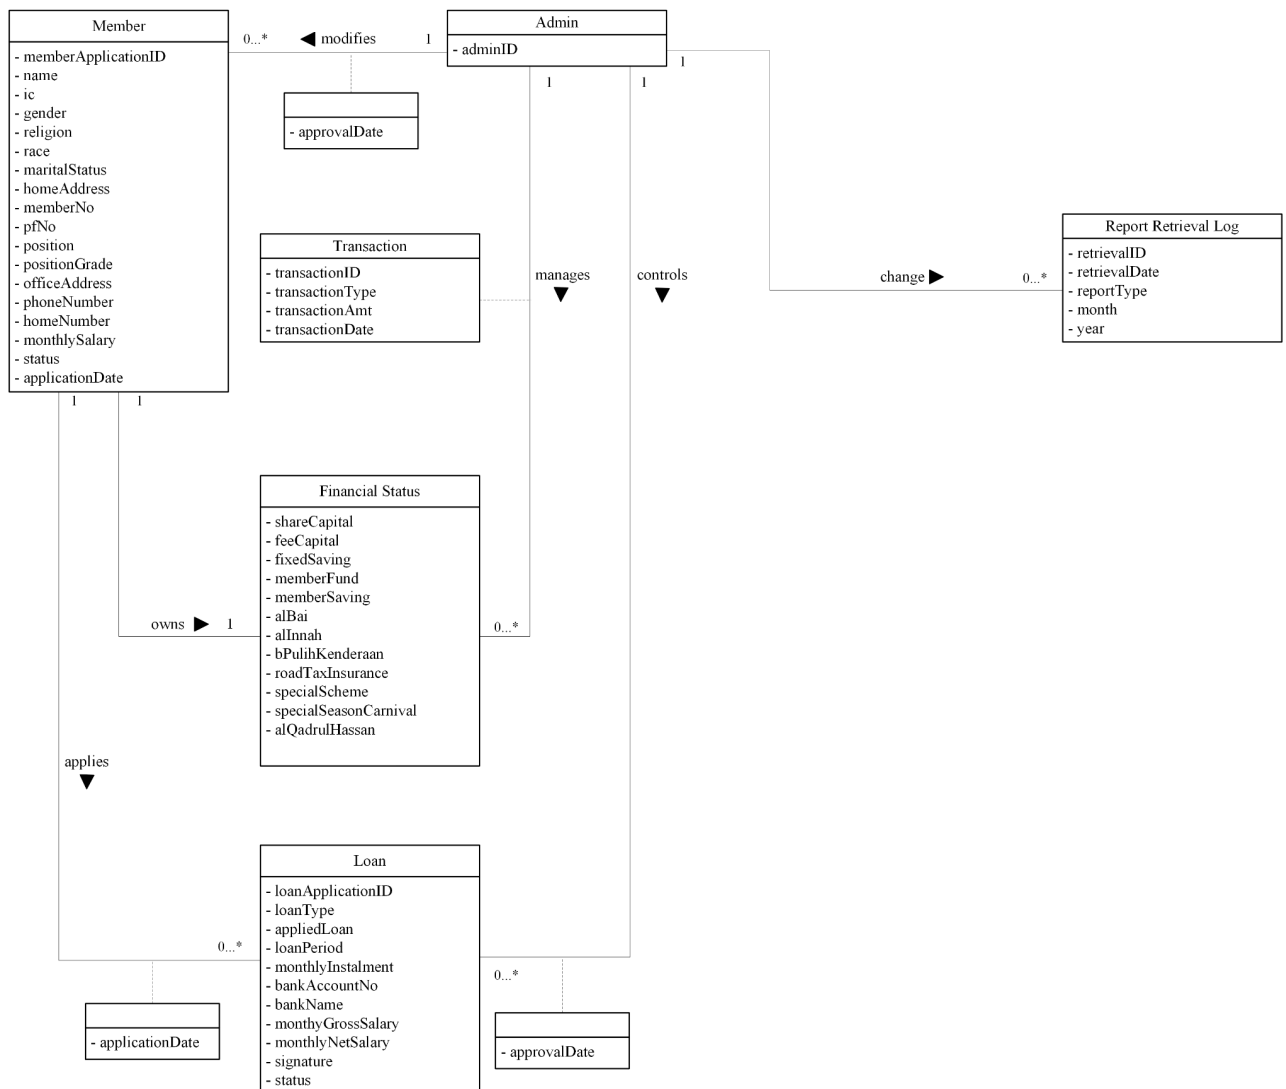 Member
- memberApplicationID
- name
- ic
- gender
- religion
- race
- maritalStatus
- homeAddress
- memberNo
- pfNo
- position
- positionGrade
- officeAddress
- phoneNumber
- homeNumber
- monthlySalary
- status
- applicationDate
0...* modifies 1
Admin
- adminID
1
1
1
- approvalDate
Transaction
- transactionID
- transactionType
- transactionAmt
- transactionDate
manages
controls
change 0...*
Report Retrieval Log
- retrievalID
- retrievalDate
- reportType
- month
- year
1
1
Financial Status
- shareCapital
- feeCapital
- fixedSaving
- memberFund
- memberSaving
- alBai
- alInnah
- bPulihKenderaan
- roadTaxInsurance
- specialScheme
- specialSeasonCarnival
- alQadrulHassan
owns 1
0...*
applies
Loan
- loanApplicationID
- loanType
- appliedLoan
- loanPeriod
- monthlyInstalment
- bankAccountNo
- bankName
- monthyGrossSalary
- monthlyNetSalary
- signature
- status
0...*
0...*
- applicationDate
- approvalDate